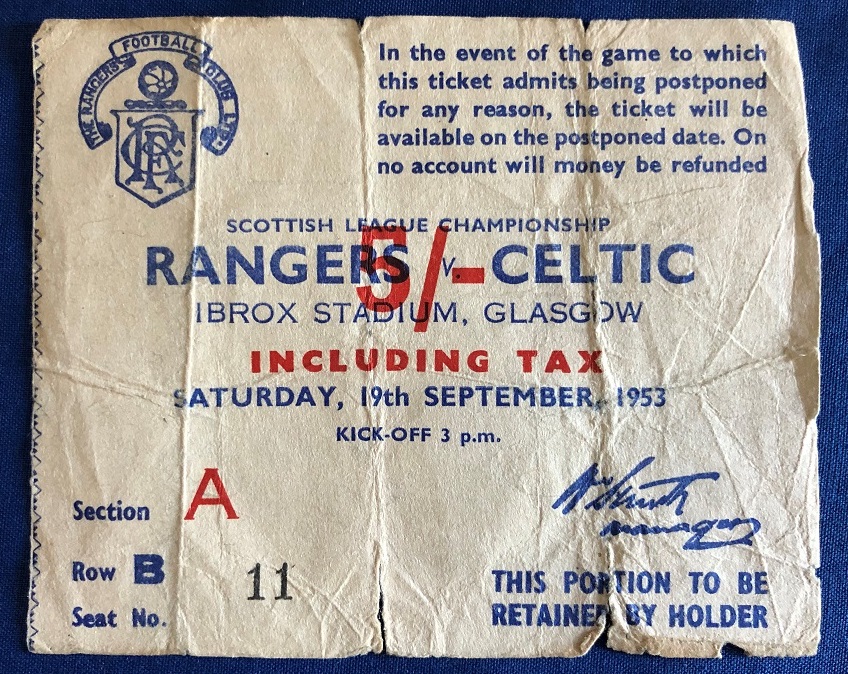 THE RANGERS FOOTBALL CLUB LTD.
RFC
In the event of the game to which
this ticket admits being postponed
for any reason, the ticket will be
available on the postponed date. On
no account will money be refunded
SCOTTISH LEAGUE CHAMPIONSHIP
RANGERS v. CELTIC
5/-
IBROX STADIUM, GLASGOW
INCLUDING TAX
SATURDAY, 19th SEPTEMBER, 1953
KICK-OFF 3 p.m.
Section A
Row B
Seat No. 11
manager
THIS PORTION TO BE
RETAINED BY HOLDER